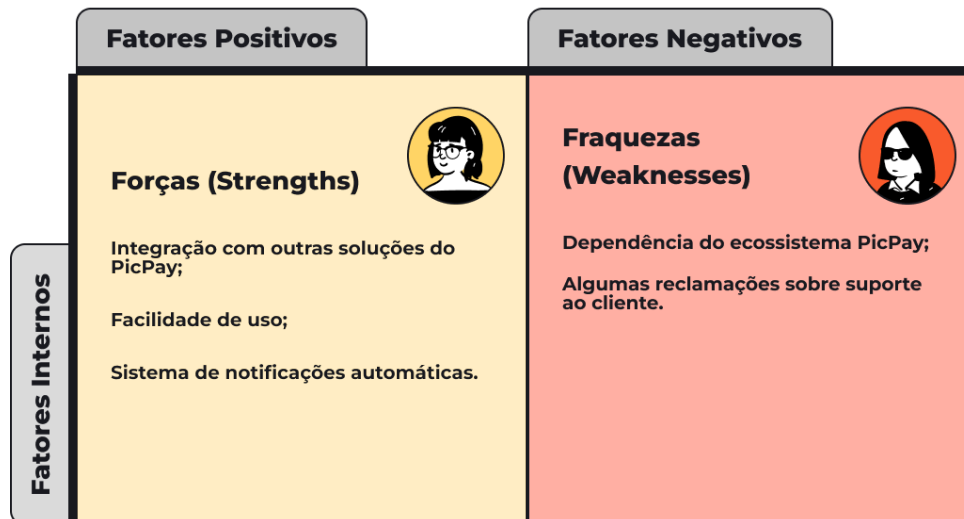 Fatores Positivos
Fatores Negativos
Fatores Internos
Forças (Strengths)
Integração com outras soluções do
PicPay;
Facilidade de uso;
Sistema de notificações automáticas.
Fraquezas
(Weaknesses)
Dependência do ecossistema PicPay;
Algumas reclamações sobre suporte
ao cliente.